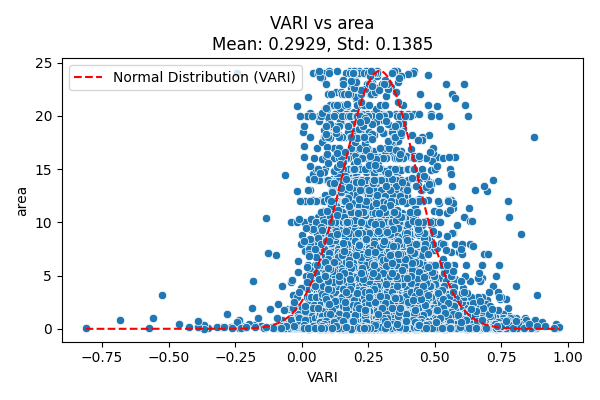 VARI vs area
Mean: 0.2929, Std: 0.1385
Normal Distribution (VARI)
area
25
20
15
10
5
0
−0.75
−0.50
−0.25
0.00
0.25
0.50
0.75
1.00
VARI